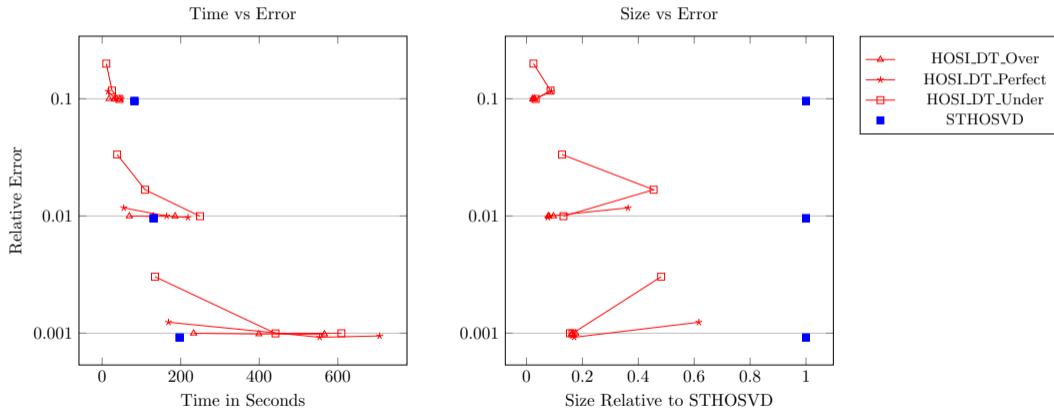 Time vs Error
Relative Error
0.1
0.01
0.001
0
200
400
600
Time in Seconds
Size vs Error
0.1
0.01
0.001
0
0.2
0.4
0.6
0.8
1
Size Relative to STHOSVD
HOSI_DT_Over
HOSI_DT_Perfect
HOSI_DT_Under
STHOSVD